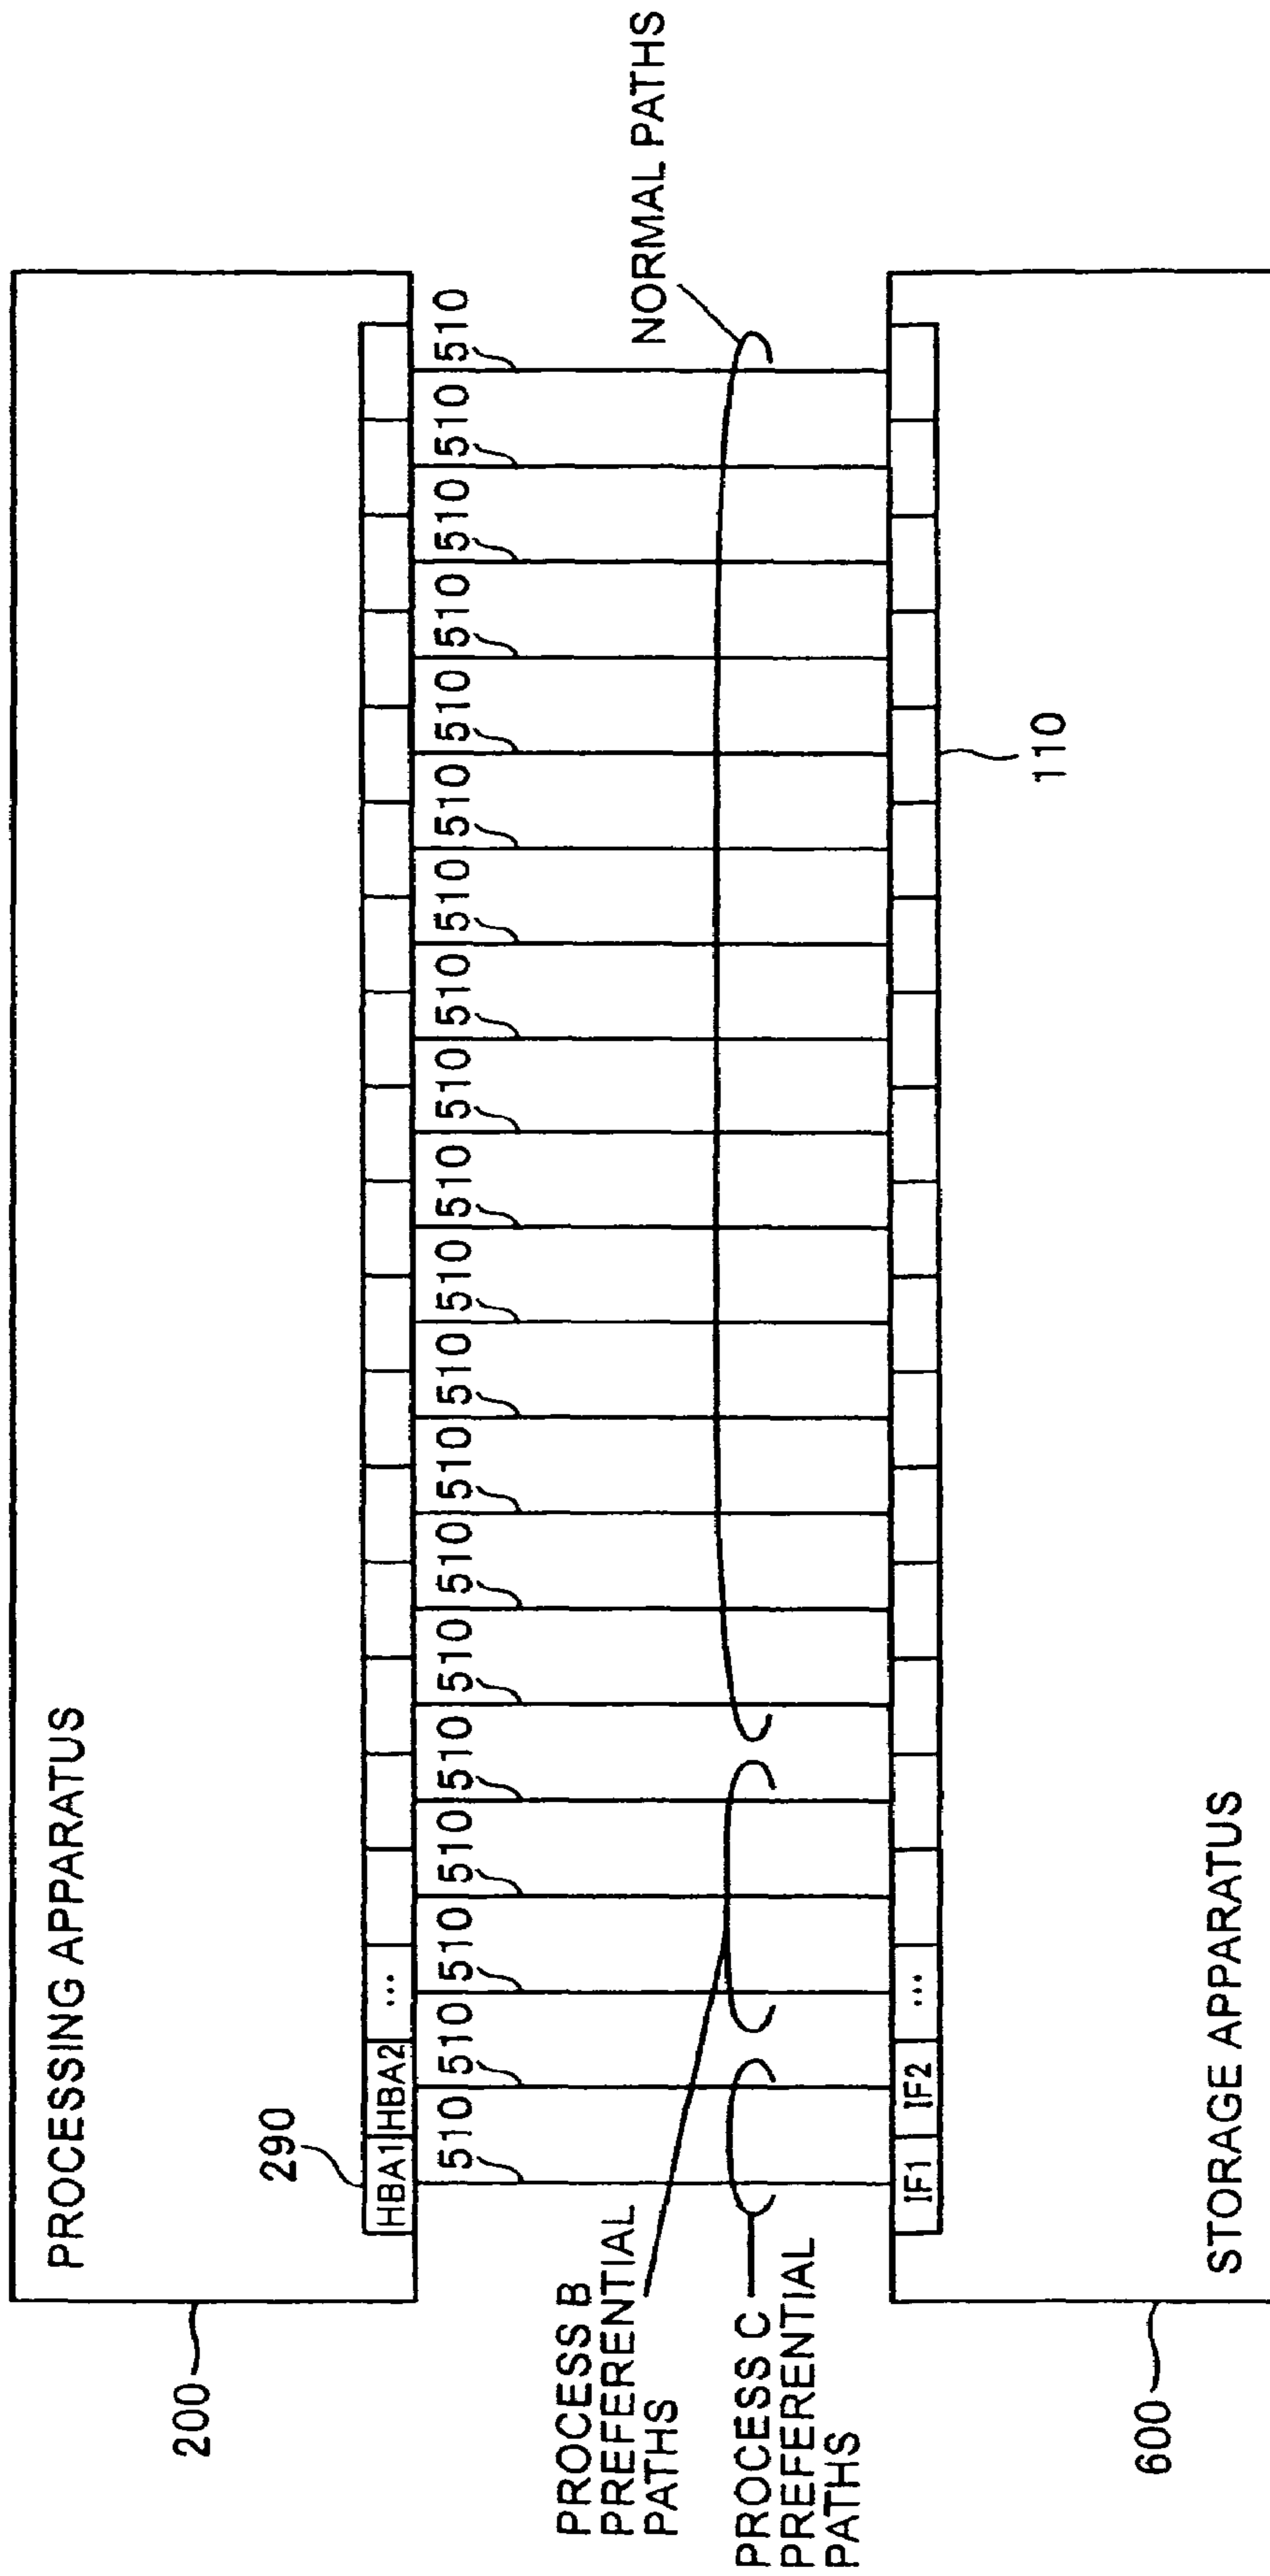 PROCESSING APPARATUS
200
290
HBA1 HBA2 ...
510 510 510 510 510 510 510 510 510 510 510 510 510 510 510 510 510 510 510 510
PROCESS B
PREFERENTIAL
PATHS
NORMAL PATHS
PROCESS C
PREFERENTIAL
PATHS
IF1 IF2 ...
110
600
STORAGE APPARATUS